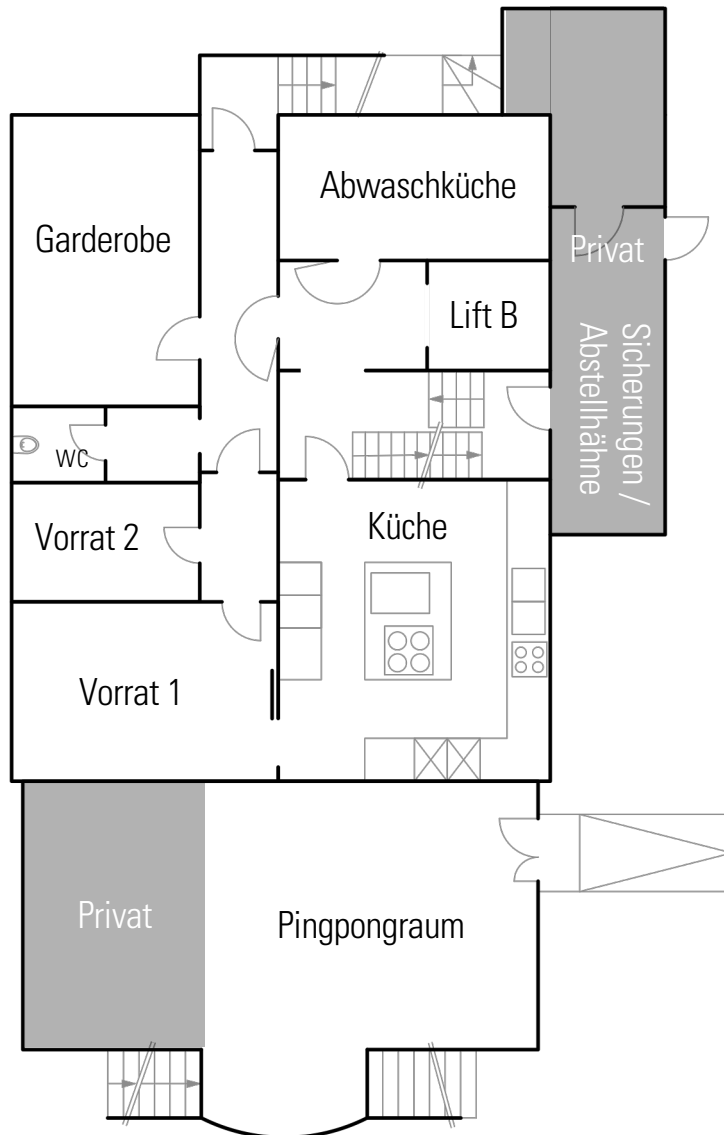 Abwaschküche
Garderobe
Privat
Lift B
Sicherungen /
Abstellhähne
WC
Küche
Vorrat 2
Vorrat 1
Privat
Pingpongraum